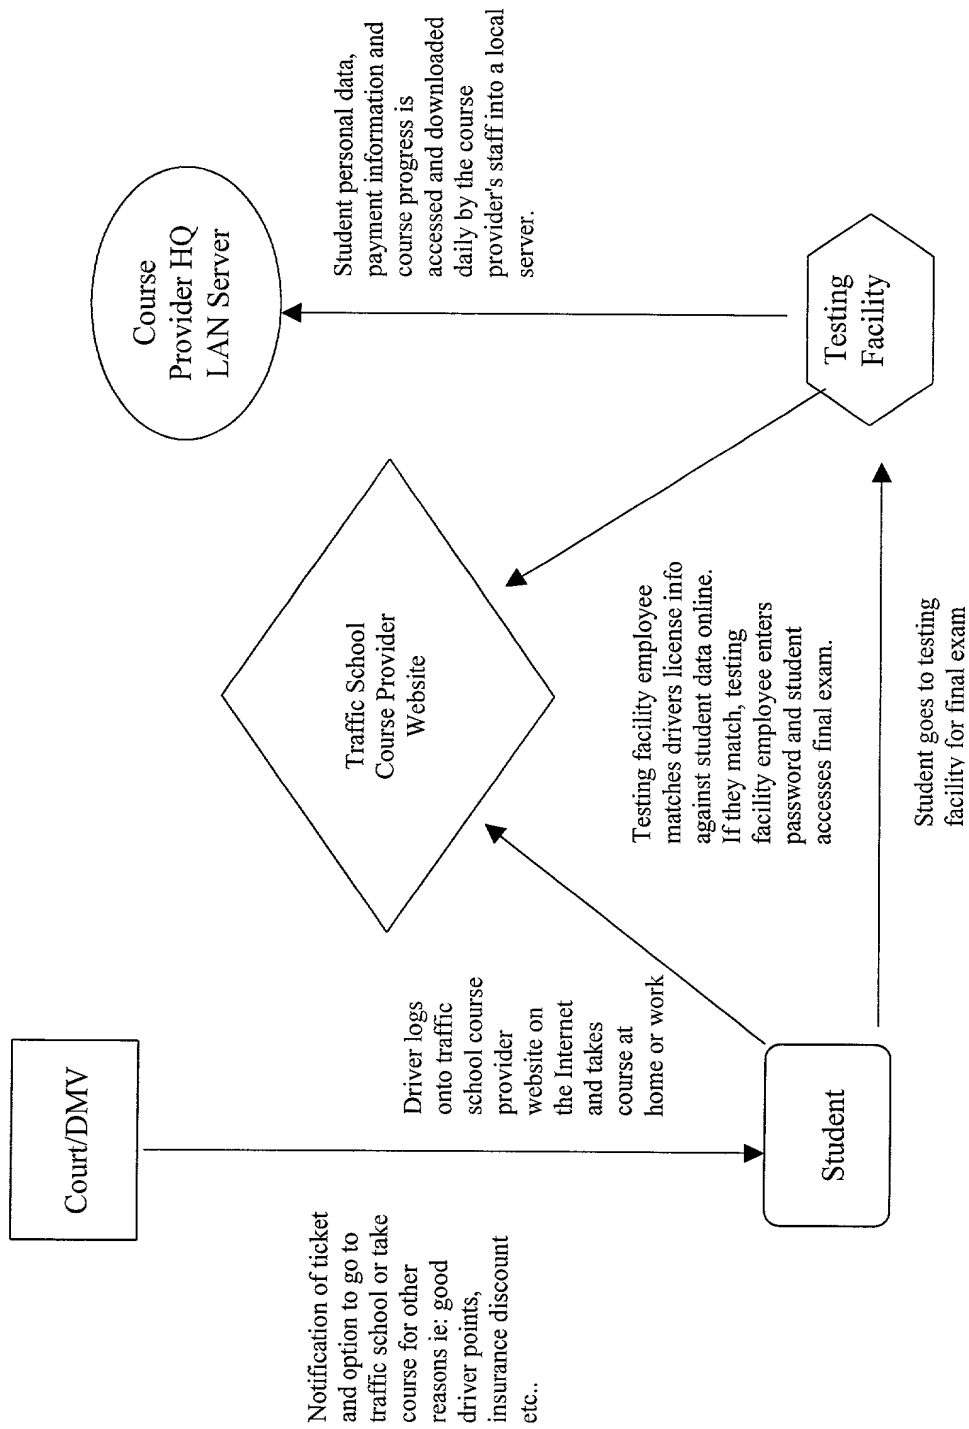 Court/DMV
Notification of ticket
and option to go to
traffic school or take
course for other
reasons ie: good
driver points,
insurance discount
etc..
Driver logs
onto traffic
school course
provider
website on
the Internet
and takes
course at
home or work
Student
Traffic School
Course Provider
Website
Testing facility employee
matches drivers license info
against student data online.
If they match, testing
facility employee enters
password and student
accesses final exam.
Student goes to testing
facility for final exam
Course
Provider HQ
LAN Server
Student personal data,
payment information and
course progress is
accessed and downloaded
daily by the course
provider's staff into a local
server.
Testing
Facility